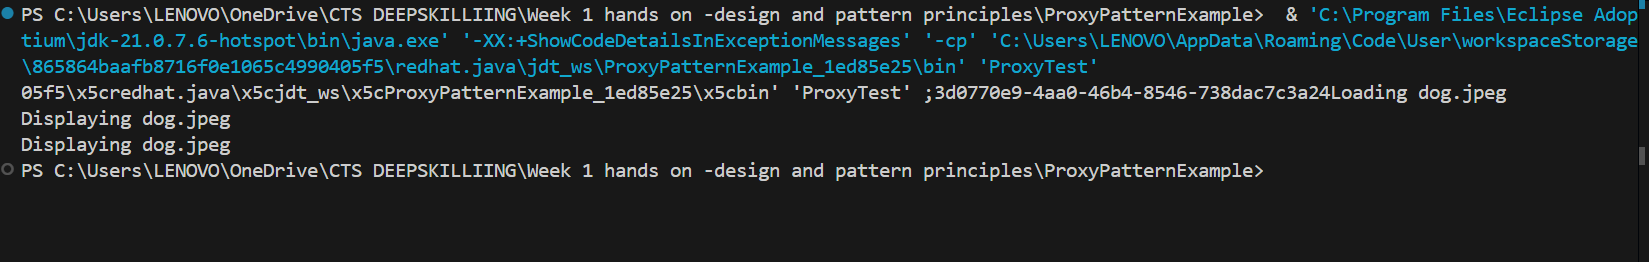 PS C:\Users\LENOVO\OneDrive\CTS DEEPSKILLIING\Week 1 hands on -design and pattern principles\ProxyPatternExample>  & 'C:\Program Files\Eclipse Adop
tium\jdk-21.0.7.6-hotspot\bin\java.exe' '-XX:+ShowCodeDetailsInExceptionMessages' '-cp' 'C:\Users\LENOVO\AppData\Roaming\Code\User\workspaceStorage
\865864baafb8716f0e1065c4990405f5\redhat.java\jdt_ws\ProxyPatternExample_1ed85e25\bin' 'ProxyTest'
05f5\x5credhat.java\x5cjdt_ws\x5cProxyPatternExample_1ed85e25\x5cbin' 'ProxyTest' ;3d0770e9-4aa0-46b4-8546-738dac7c3a24Loading dog.jpeg
Displaying dog.jpeg
Displaying dog.jpeg
PS C:\Users\LENOVO\OneDrive\CTS DEEPSKILLIING\Week 1 hands on -design and pattern principles\ProxyPatternExample>